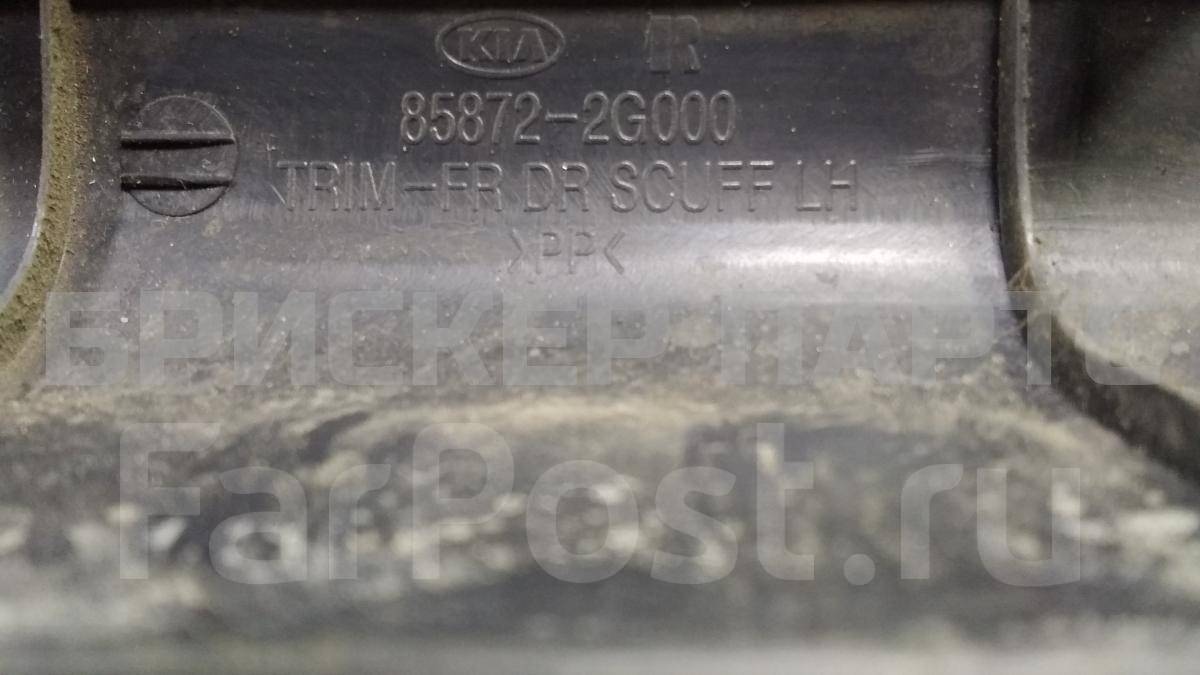 KIA
85872-2G000
TRIM-FR DR SCUFF LH
>PP<
БРИСКЕР ПАРТС
FarPost.ru